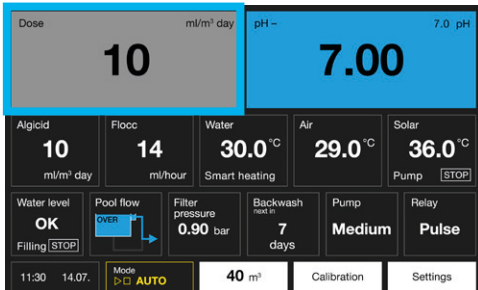 Dose ml/m³ day
10
pH – 7.0 pH
7.00
Algicid
10
ml/m³ day
Flocc
14
ml/hour
Water
30.0°C
Smart heating
Air
29.0°C
Solar
36.0°C
Pump STOP
Water level
OK
Filling STOP
Pool flow
OVER
Filter
pressure
0.90 bar
Backwash
next in
7
days
Pump
Medium
Relay
Pulse
11:30 14.07.
Mode
AUTO
40 m³
Calibration
Settings